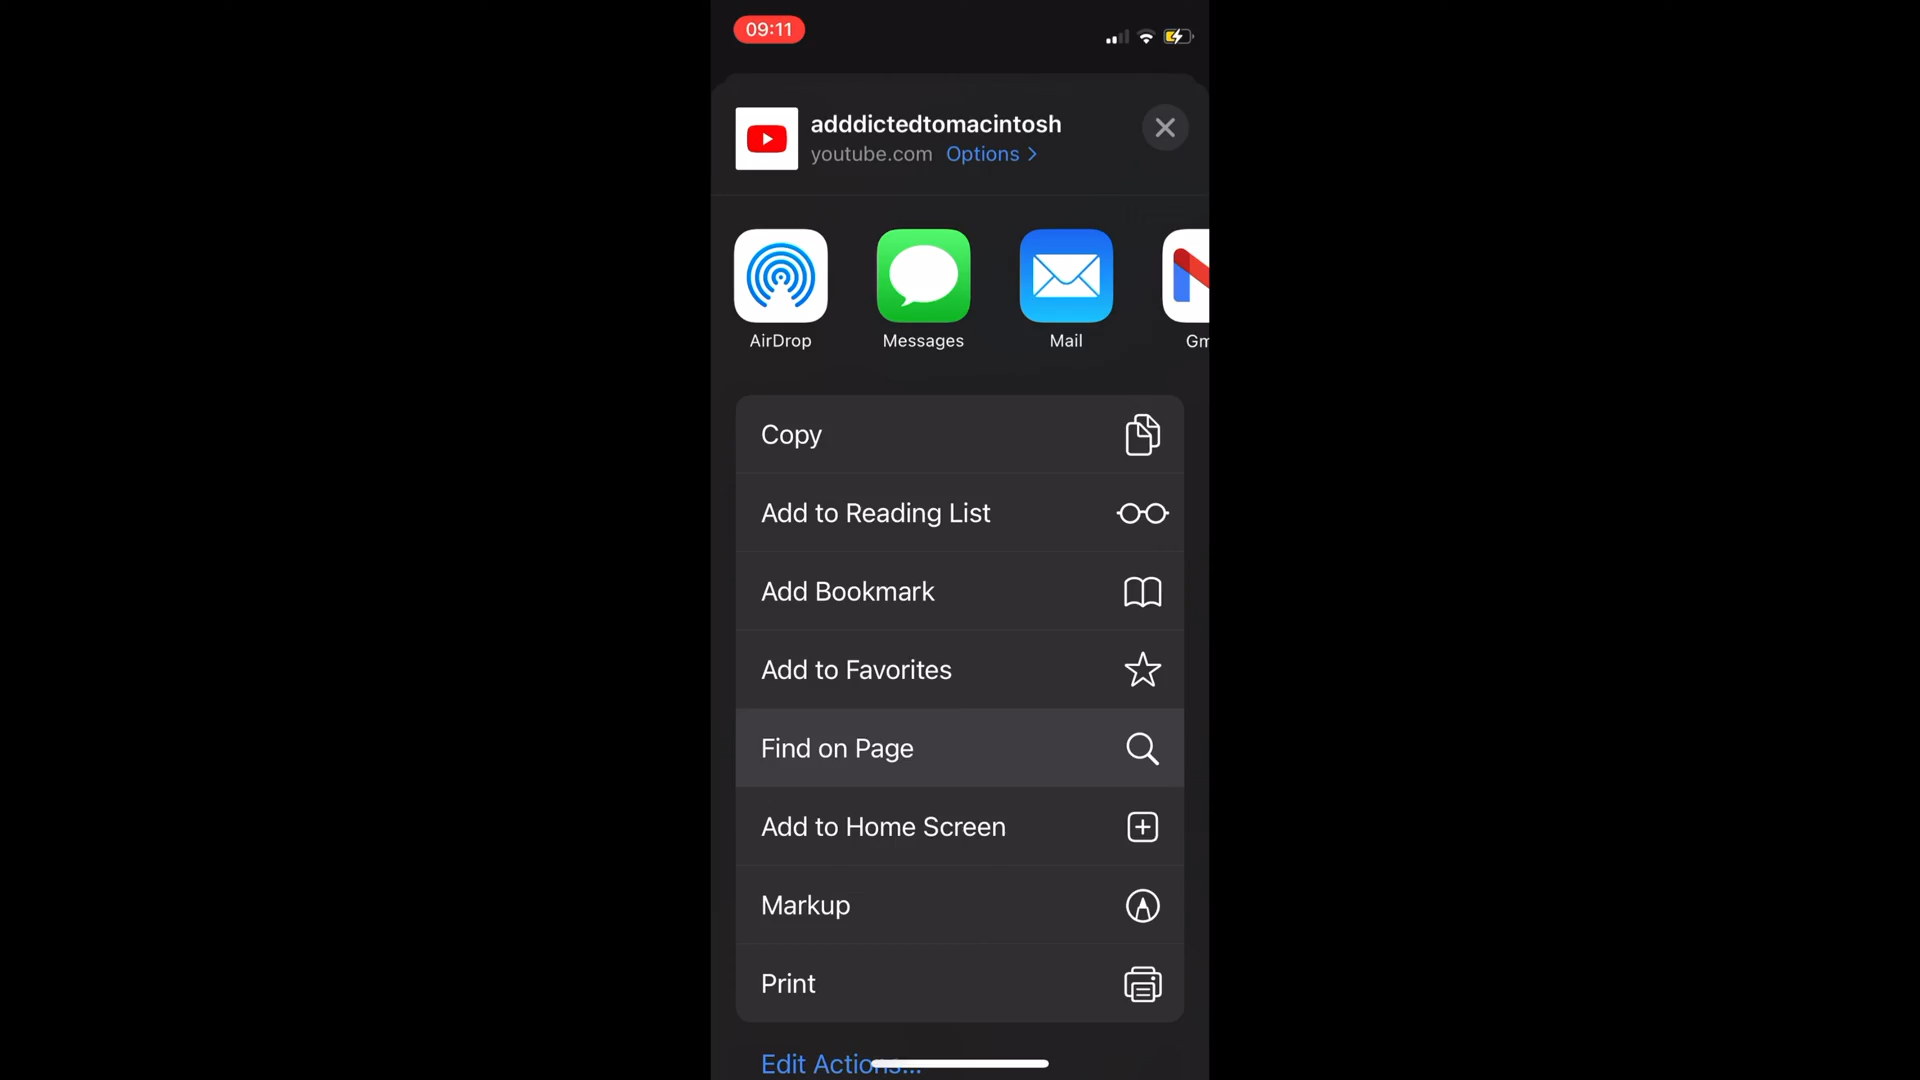 09:11
adddictedtomacintosh
youtube.com Options
AirDrop Messages Mail Gm
Copy
Add to Reading List
Add Bookmark
Add to Favorites
Find on Page
Add to Home Screen
Markup
Print
Edit Actions...